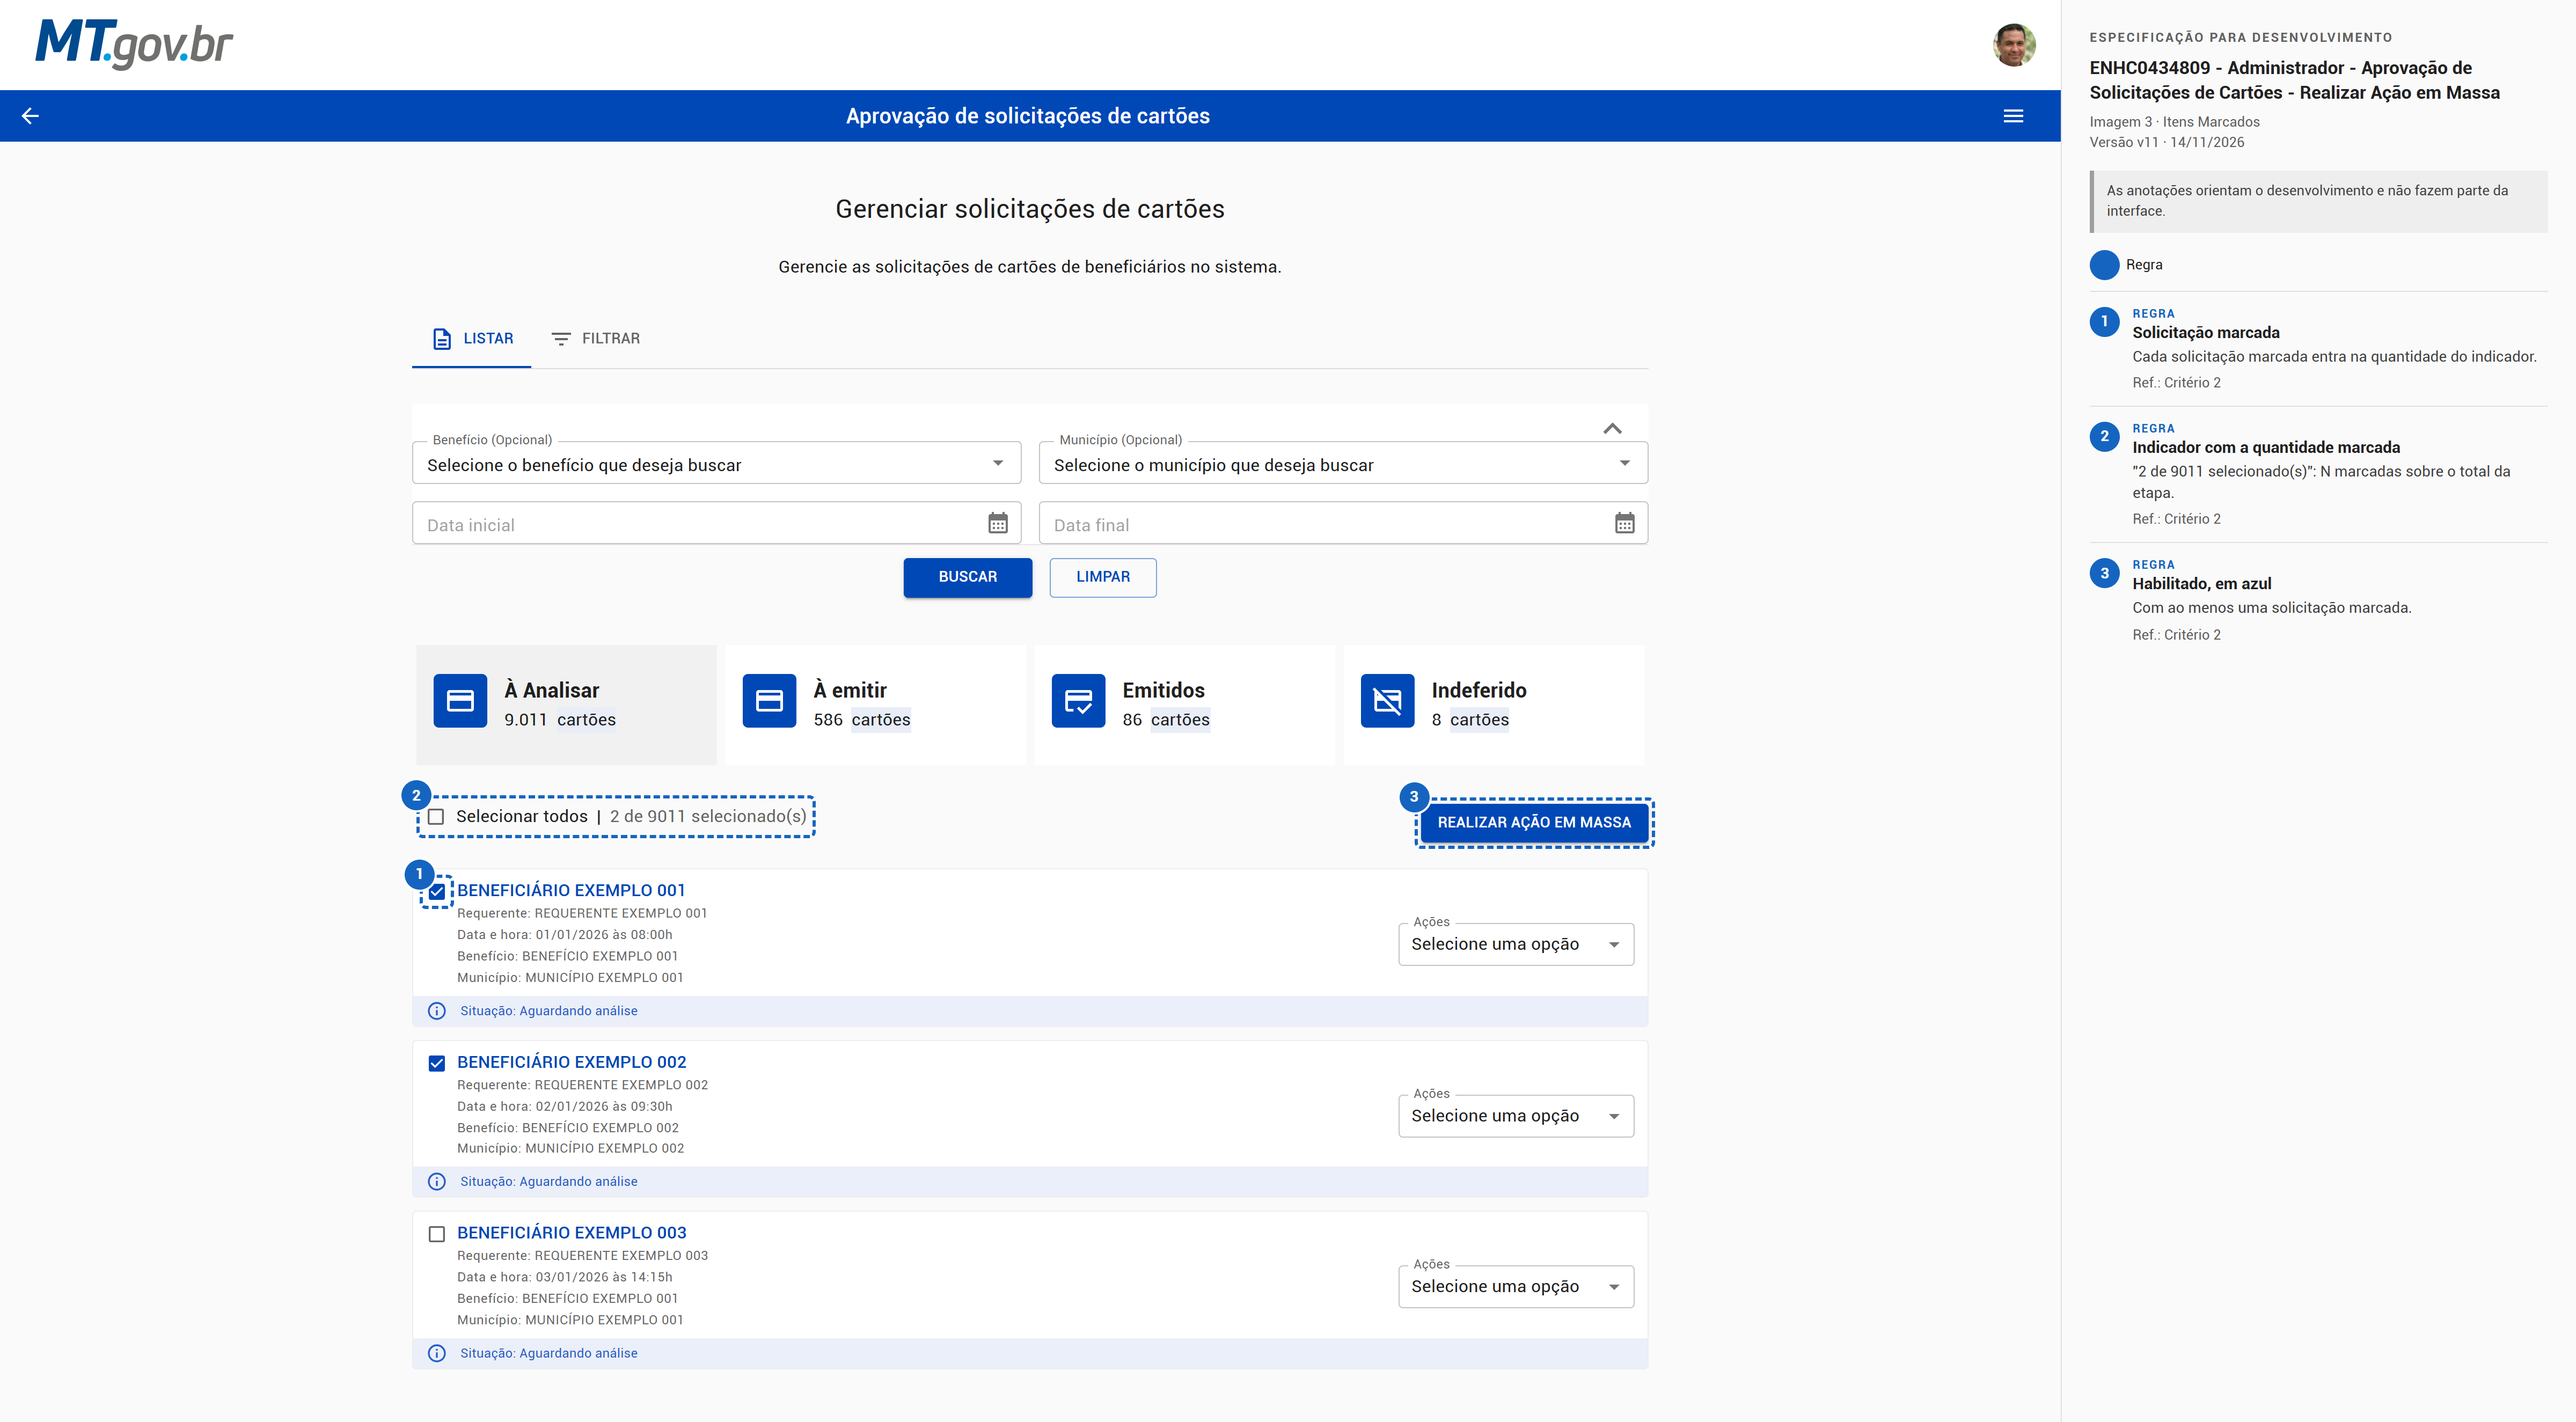 MT.gov.br
Aprovação de solicitações de cartões
Gerenciar solicitações de cartões
Gerencie as solicitações de cartões de beneficiários no sistema.
LISTAR
FILTRAR
Benefício (Opcional)
Selecione o benefício que deseja buscar
Município (Opcional)
Selecione o município que deseja buscar
Data inicial
Data final
BUSCAR
LIMPAR
À Analisar
9.011 cartões
À emitir
586 cartões
Emitidos
86 cartões
Indeferido
8 cartões
2
Selecionar todos | 2 de 9011 selecionado(s)
3
REALIZAR AÇÃO EM MASSA
1
BENEFICIÁRIO EXEMPLO 001
Requerente: REQUERENTE EXEMPLO 001
Data e hora: 01/01/2026 às 08:00h
Benefício: BENEFÍCIO EXEMPLO 001
Município: MUNICÍPIO EXEMPLO 001
Ações
Selecione uma opção
Situação: Aguardando análise
BENEFICIÁRIO EXEMPLO 002
Requerente: REQUERENTE EXEMPLO 002
Data e hora: 02/01/2026 às 09:30h
Benefício: BENEFÍCIO EXEMPLO 002
Município: MUNICÍPIO EXEMPLO 002
Ações
Selecione uma opção
Situação: Aguardando análise
BENEFICIÁRIO EXEMPLO 003
Requerente: REQUERENTE EXEMPLO 003
Data e hora: 03/01/2026 às 14:15h
Benefício: BENEFÍCIO EXEMPLO 001
Município: MUNICÍPIO EXEMPLO 001
Ações
Selecione uma opção
Situação: Aguardando análise
ESPECIFICAÇÃO PARA DESENVOLVIMENTO
ENHC0434809 - Administrador - Aprovação de
Solicitações de Cartões - Realizar Ação em Massa
Imagem 3 · Itens Marcados
Versão v11 · 14/11/2026
As anotações orientam o desenvolvimento e não fazem parte da
interface.
Regra
1
REGRA
Solicitação marcada
Cada solicitação marcada entra na quantidade do indicador.
Ref.: Critério 2
2
REGRA
Indicador com a quantidade marcada
"2 de 9011 selecionado(s)": N marcadas sobre o total da
etapa.
Ref.: Critério 2
3
REGRA
Habilitado, em azul
Com ao menos uma solicitação marcada.
Ref.: Critério 2